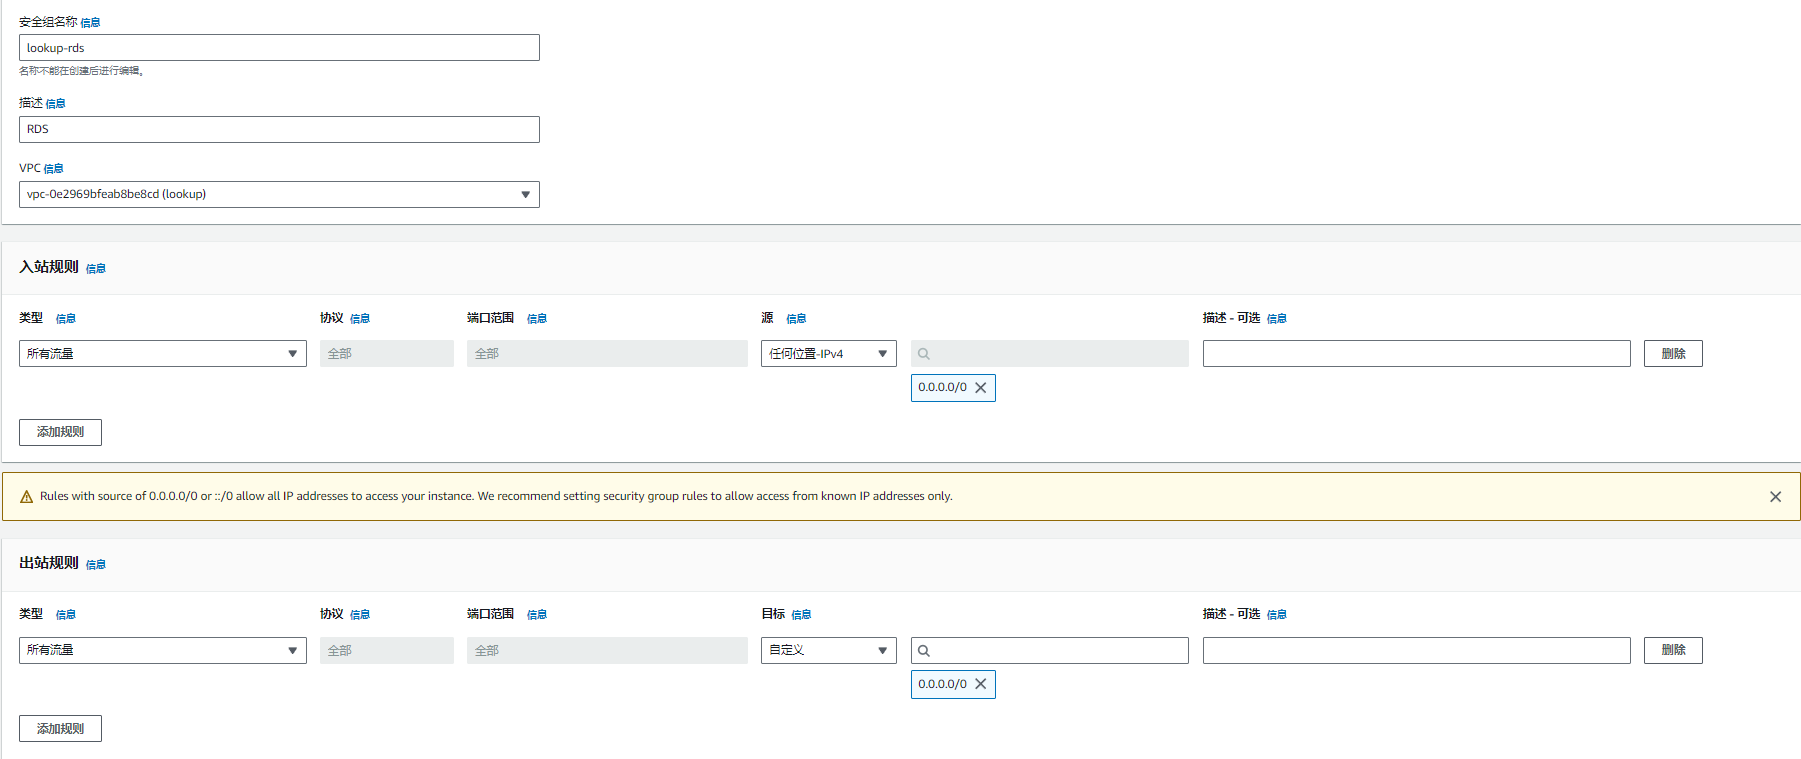 安全组名称 信息
lookup-rds
名称不能在创建后进行编辑。
描述 信息
RDS
VPC 信息
vpc-0e2969bfeab8be8cd (lookup)
入站规则 信息
类型 信息 协议 信息 端口范围 信息 源 信息 描述 - 可选 信息
所有流量 全部 全部 任何位置-IPv4 删除
0.0.0.0/0
添加规则
Rules with source of 0.0.0.0/0 or ::/0 allow all IP addresses to access your instance. We recommend setting security group rules to allow access from known IP addresses only.
出站规则 信息
类型 信息 协议 信息 端口范围 信息 目标 信息 描述 - 可选 信息
所有流量 全部 全部 自定义 删除
0.0.0.0/0
添加规则